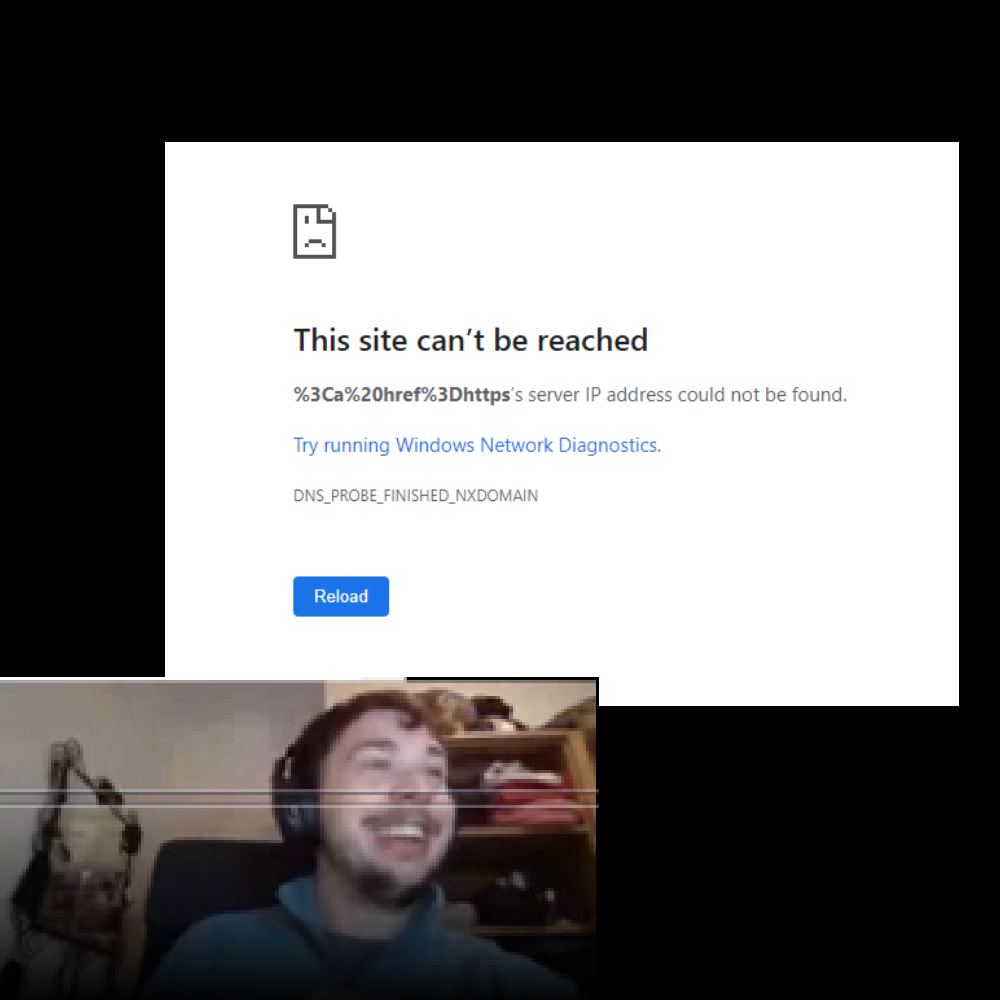 This site can’t be reached
%3Ca%20href%3Dhttps’s server IP address could not be found.
Try running Windows Network Diagnostics.
DNS_PROBE_FINISHED_NXDOMAIN
Reload